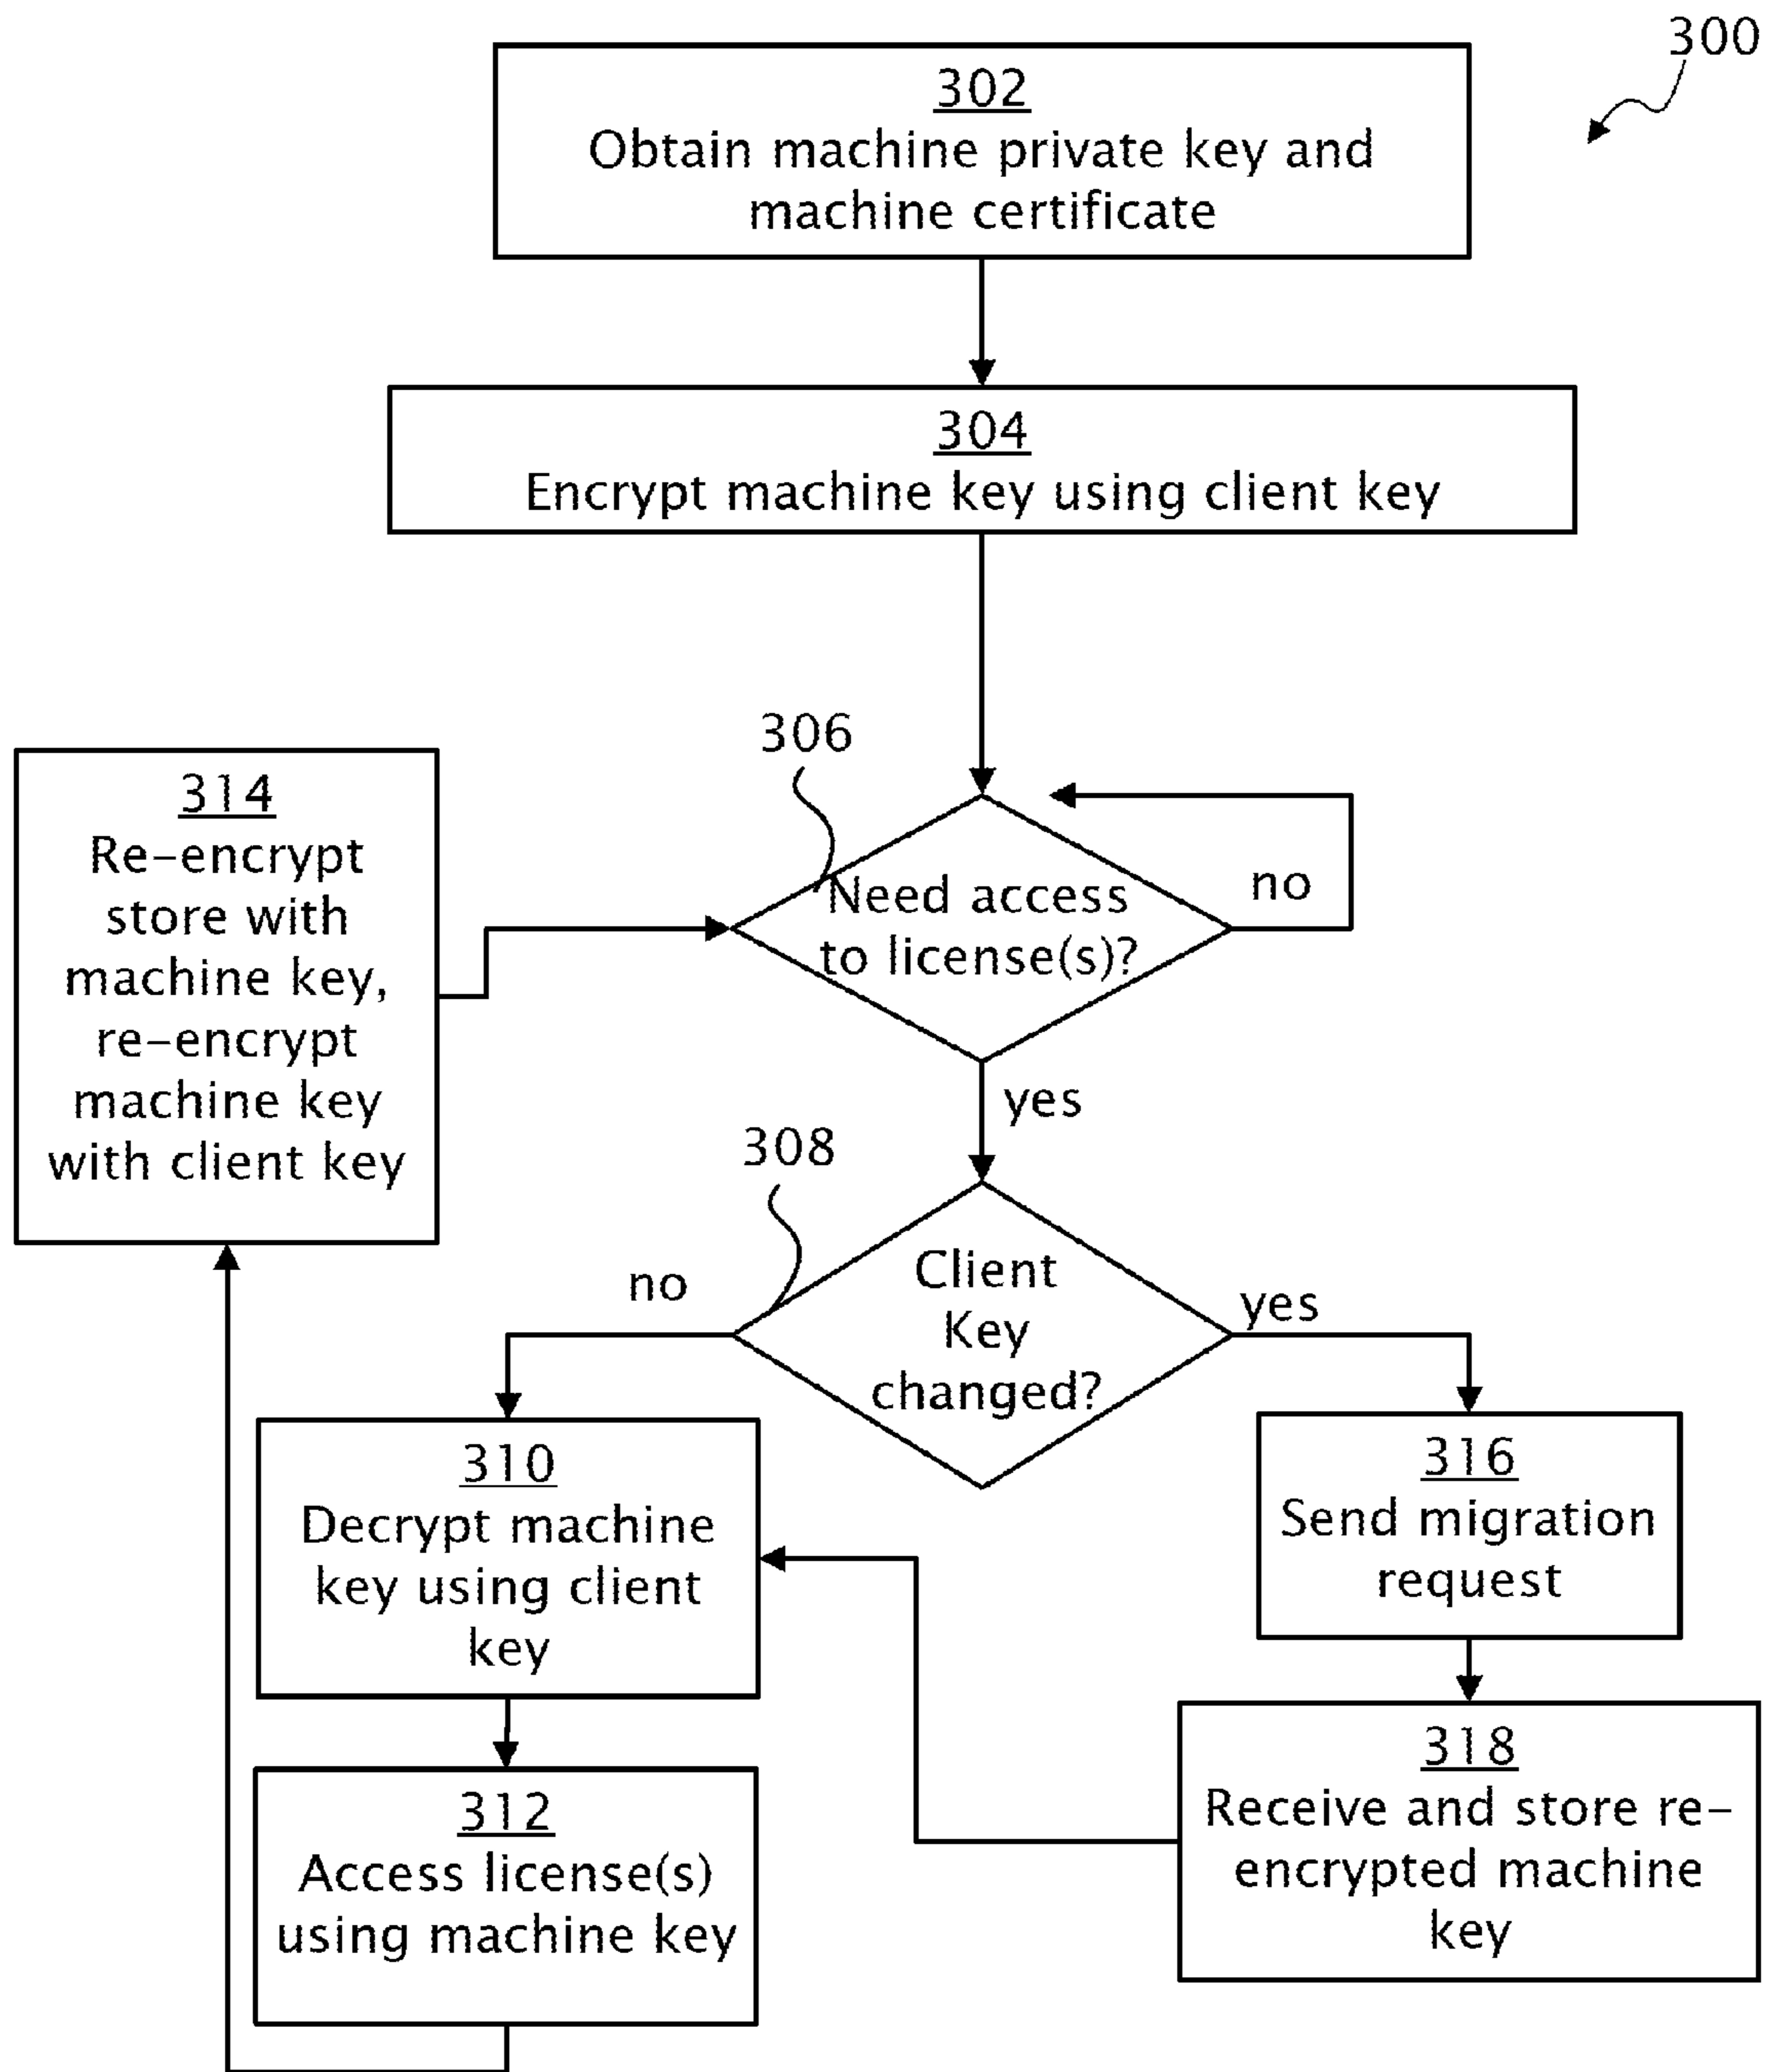 300
302
Obtain machine private key and
machine certificate
304
Encrypt machine key using client key
306
Need access
to license(s)?
no
yes
314
Re-encrypt
store with
machine key,
re-encrypt
machine key
with client key
308
Client
Key
changed?
no
yes
310
Decrypt machine
key using client
key
316
Send migration
request
312
Access license(s)
using machine key
318
Receive and store re-
encrypted machine
key